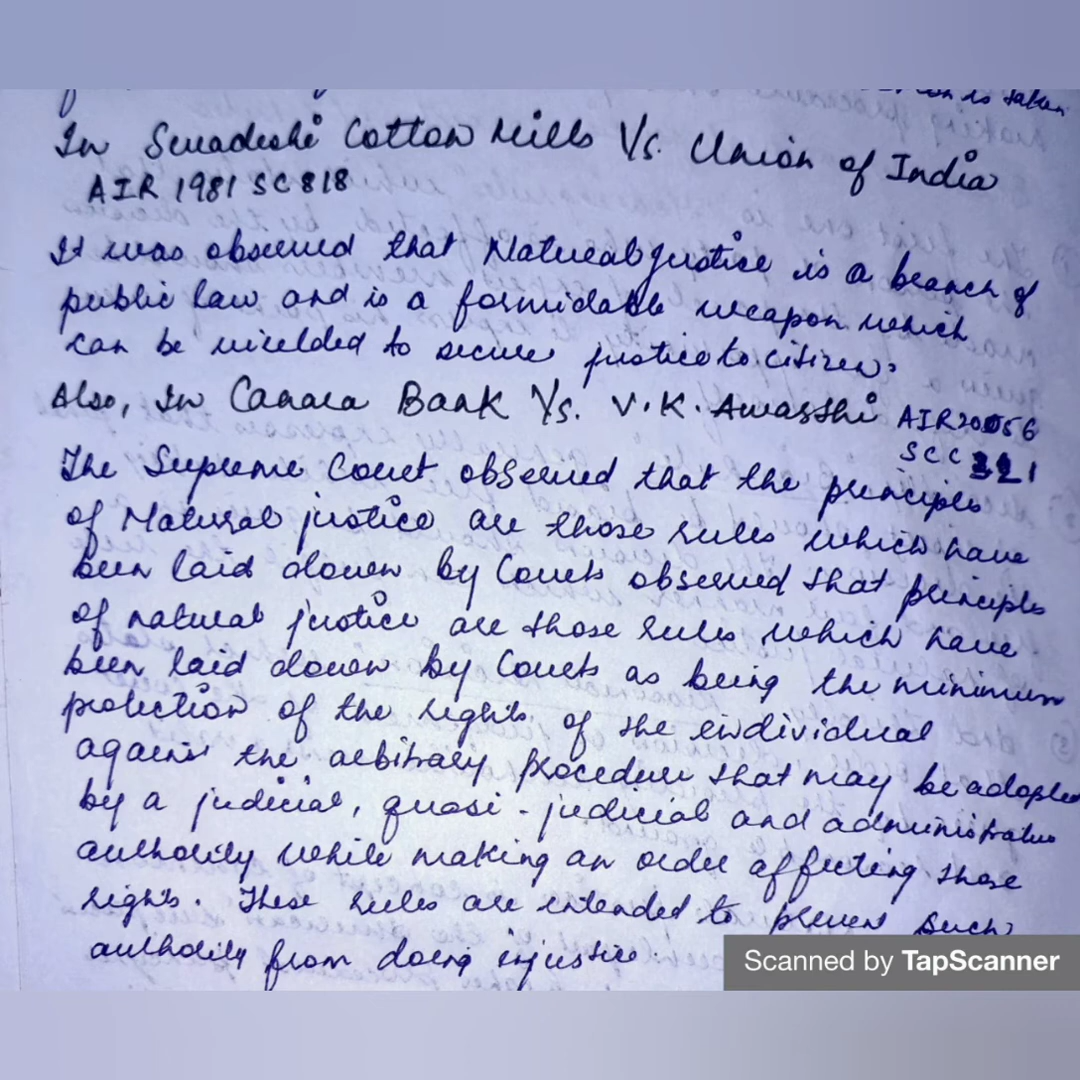 is taken
In Swadeshi Cotton Mills V/s. Union of India
AIR 1981 SC 818
It was observed that Natural justice is a branch of
public law and is a formidable weapon which
can be wielded to secure justice to citizen.
Also, In Canara Bank V/s. V.K. Awasthi AIR 2005 6
SCC 321
The Supreme Court observed that the principles
of Natural justice are those rules which have
been laid down by Courts observed that principles
of natural justice are those rules which have
been laid down by Courts as being the minimum
protection of the rights of the individual
against the arbitrary procedure that may be adopted
by a judicial, quasi-judicial and administrative
authority while making an order affecting those
rights. These rules are intended to prevent such
authority from doing injustice.
Scanned by TapScanner